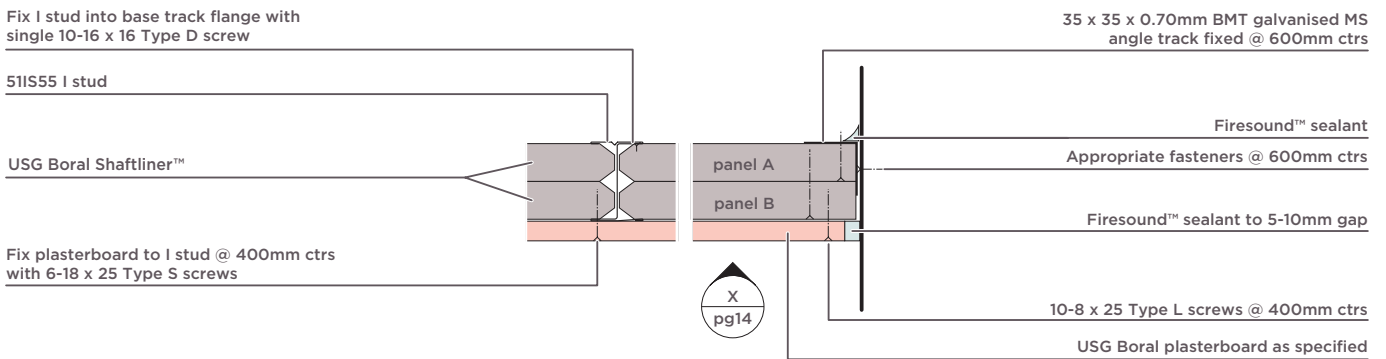 Fix I stud into base track flange with
single 10-16 x 16 Type D screw
51IS55 I stud
USG Boral Shaftliner™
Fix plasterboard to I stud @ 400mm ctrs
with 6-18 x 25 Type S screws
panel A
panel B
X
pg14
35 x 35 x 0.70mm BMT galvanised MS
angle track fixed @ 600mm ctrs
Firesound™ sealant
Appropriate fasteners @ 600mm ctrs
Firesound™ sealant to 5-10mm gap
10-8 x 25 Type L screws @ 400mm ctrs
USG Boral plasterboard as specified